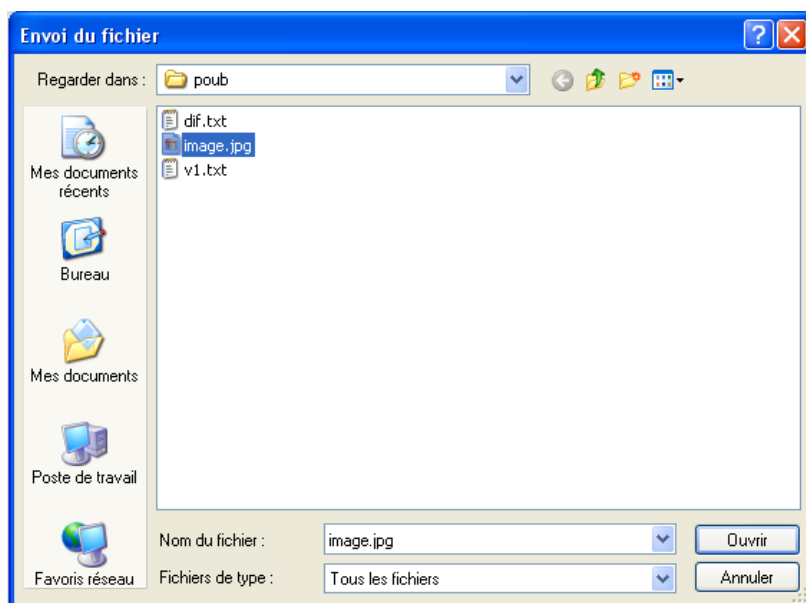 Envoi du fichier
Regarder dans :
poub
Mes documents
récents
Bureau
Mes documents
Poste de travail
Favoris réseau
dif.txt
image.jpg
v1.txt
Nom du fichier :
image.jpg
Ouvrir
Fichiers de type :
Tous les fichiers
Annuler